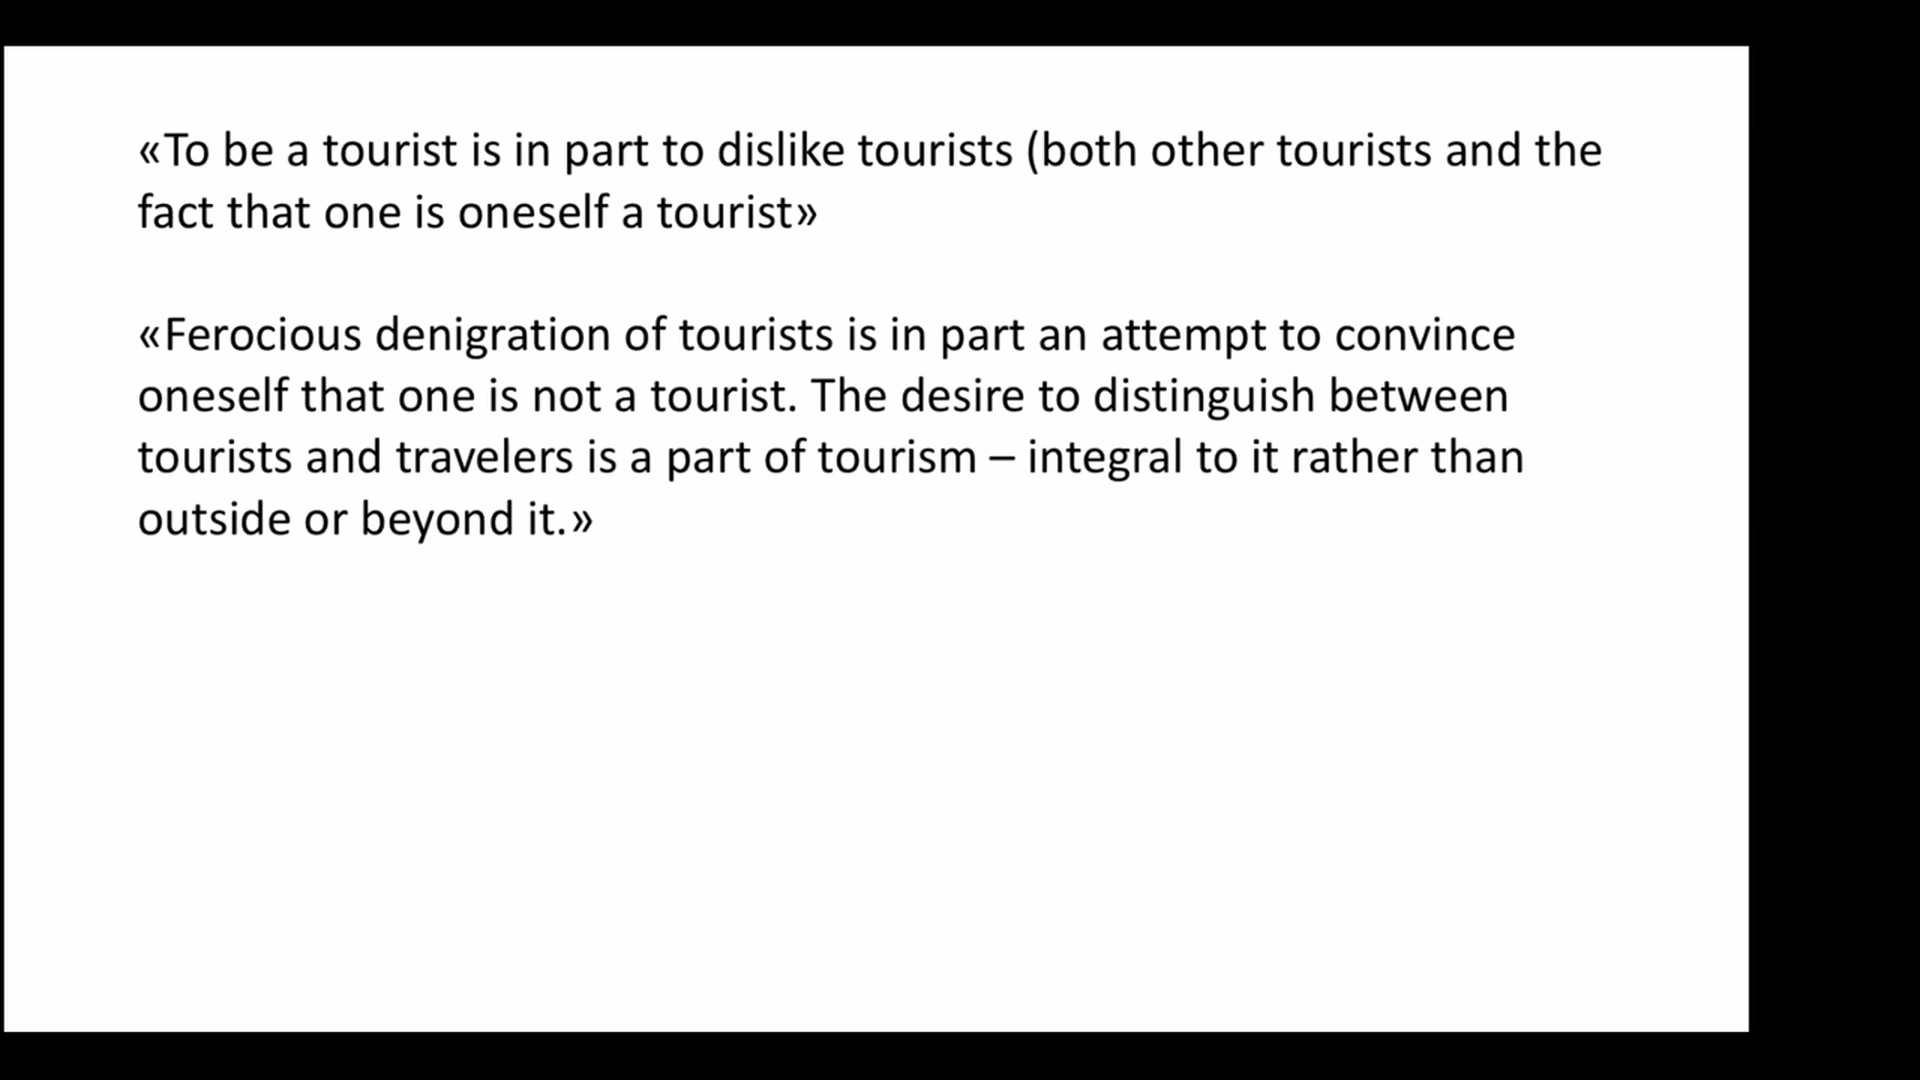 «To be a tourist is in part to dislike tourists (both other tourists and the
fact that one is oneself a tourist»
«Ferocious denigration of tourists is in part an attempt to convince
oneself that one is not a tourist. The desire to distinguish between
tourists and travelers is a part of tourism – integral to it rather than
outside or beyond it.»